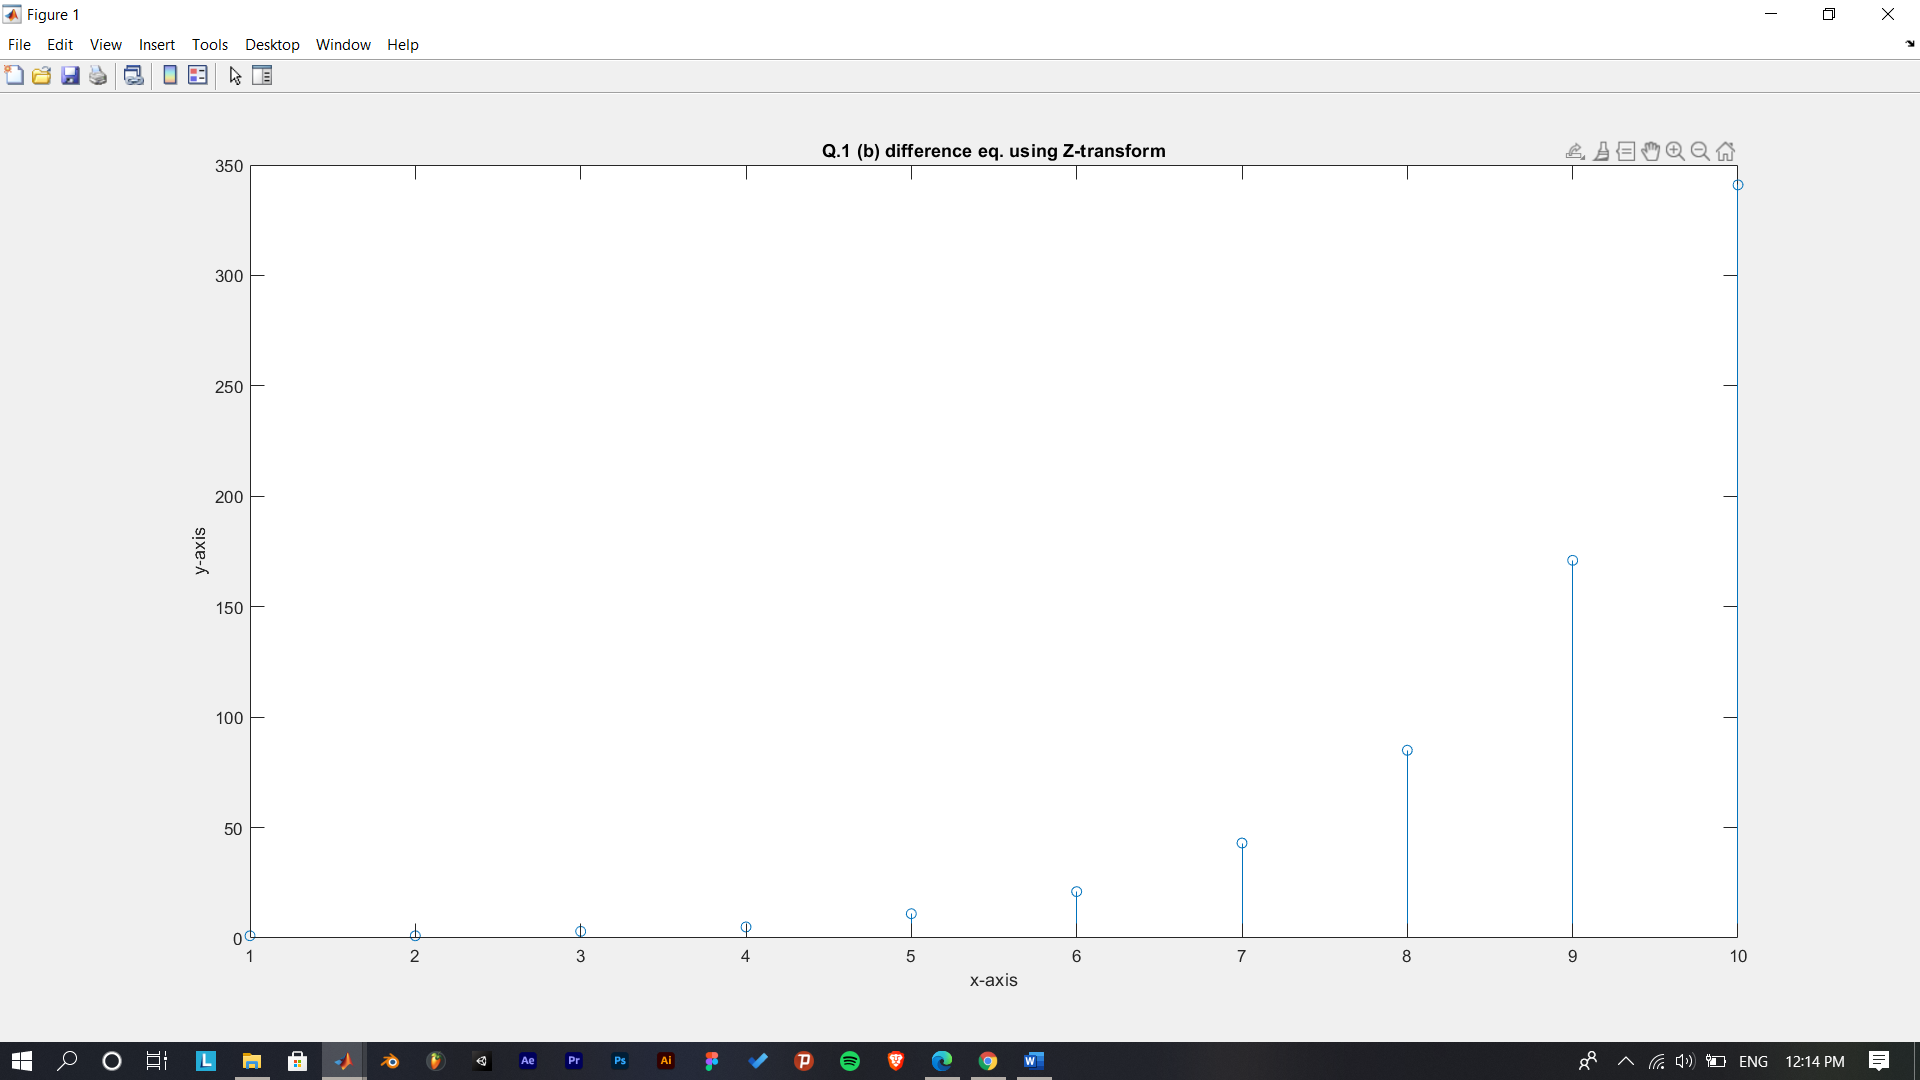 Figure 1
File Edit View Insert Tools Desktop Window Help
Q.1 (b) difference eq. using Z-transform
350
300
250
200
150
100
50
0
y-axis
1 2 3 4 5 6 7 8 9 10
x-axis
L Ae Pr Ps Ai W ENG 12:14 PM